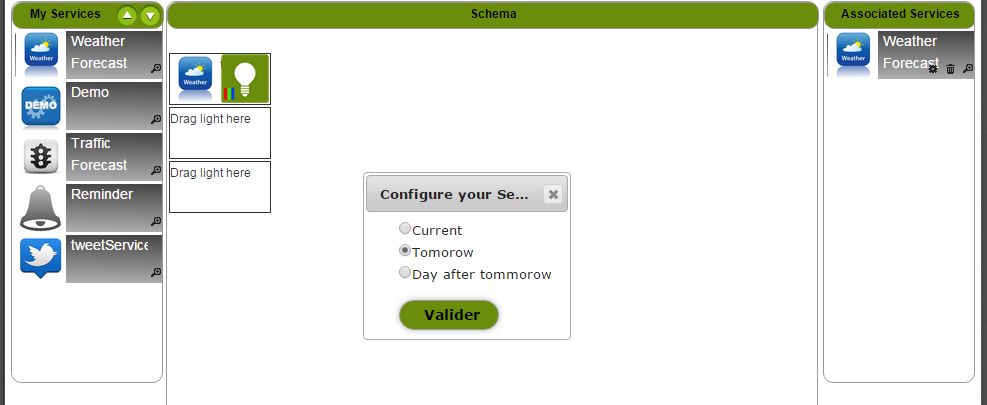 My Services
Schema
Associated Services
Weather
Weather
Forecast
DEMO
Demo
Traffic
Forecast
Reminder
tweetService
Weather
Drag light here
Drag light here
Configure your Se...
Current
Tomorow
Day after tommorow
Valider
Weather
Weather
Forecast